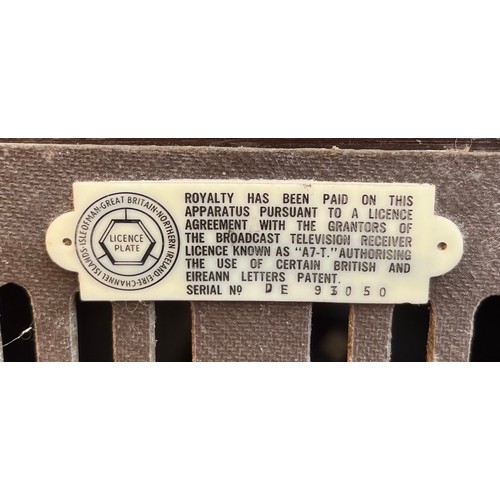 ISLE OF MAN·GREAT BRITAIN·NORTHERN IRELAND·EIRE·CHANNEL ISLANDS·
LICENCE
PLATE
ROYALTY HAS BEEN PAID ON THIS
APPARATUS PURSUANT TO A LICENCE
AGREEMENT WITH THE GRANTORS OF
THE BROADCAST TELEVISION RECEIVER
LICENCE KNOWN AS "A7-T." AUTHORISING
THE USE OF CERTAIN BRITISH AND
EIREANN LETTERS PATENT.
SERIAL Nº DE 93050